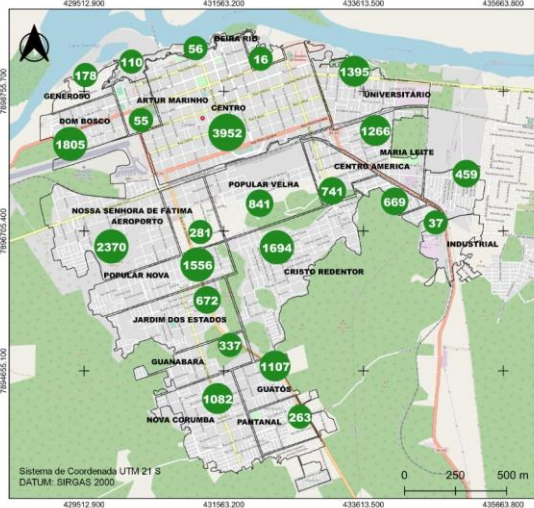 429512.900 431563.200 433613.500 435663.800
BEIRA RIO
56
16
110
178
1395
GENEROSO
ARTUR MARINHO
UNIVERSITÁRIO
CENTRO
DOM BOSCO
55
3952
1266
1805
MARIA LEITE
CENTRO AMERICA
459
POPULAR VELHA
741
841
669
NOSSA SENHORA DE FÁTIMA
AEROPORTO
281
37
2370
1694
INDUSTRIAL
1556
POPULAR NOVA
CRISTO REDENTOR
672
JARDIM DOS ESTADOS
337
GUANABARA
1107
GUATÓS
1082
263
NOVA CORUMBA
PANTANAL
7898755.700
7896705.400
7894655.100
Sistema de Coordenada UTM 21 S
DATUM: SIRGAS 2000
0 250 500 m
429512.900 431563.200 433613.500 435663.800